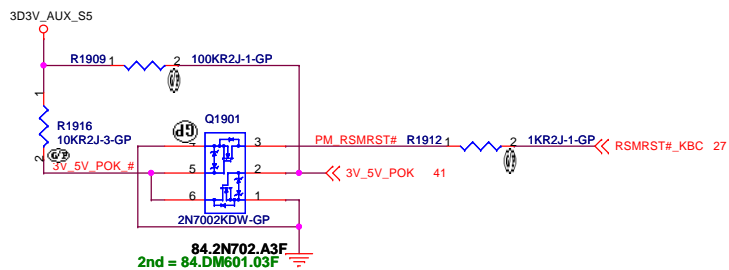 3D3V_AUX_S5
R1909 1 2 100KR2J-1-GP
1
R1916
10KR2J-3-GP
2
3V_5V_POK_#
Q1901
GP
4 3 PM_RSMRST# R1912 1 2 1KR2J-1-GP RSMRST#_KBC 27
5 2 3V_5V_POK 41
6 1
2N7002KDW-GP
84.2N702.A3F
2nd = 84.DM601.03F